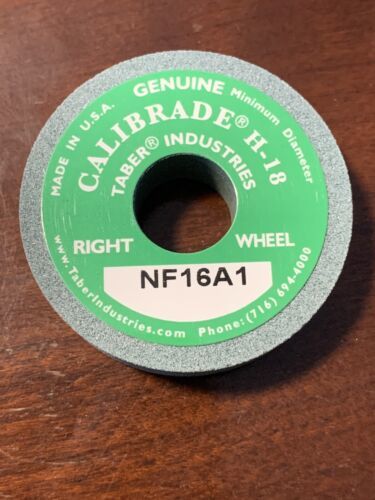 MADE IN U.S.A.
GENUINE
Minimum Diameter
CALIBRADE® H-18
TABER® INDUSTRIES
RIGHT WHEEL
NF16A1
www.TaberIndustries.com Phone: (716) 694-4000